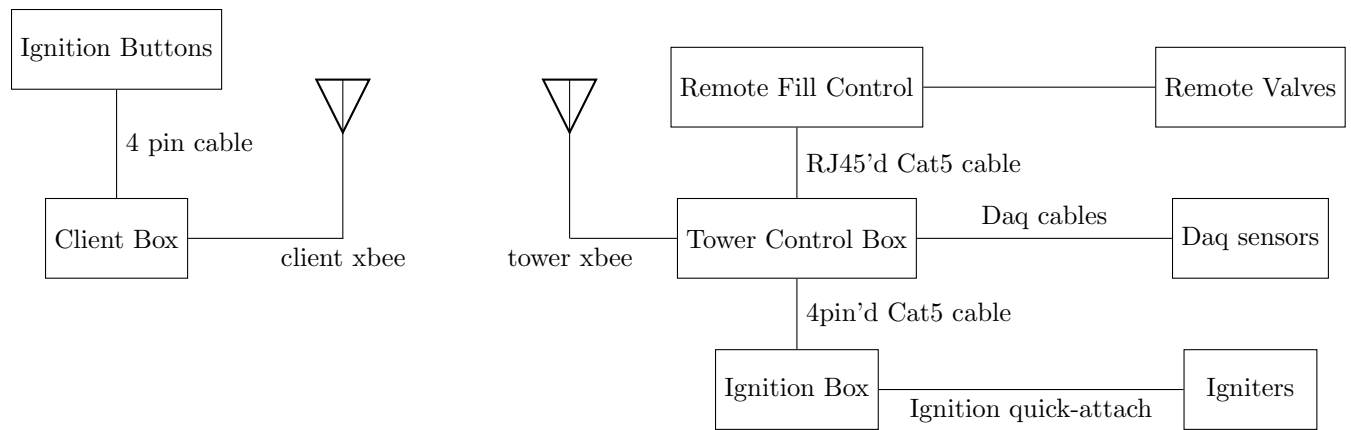 Ignition Buttons
4 pin cable
Client Box
client xbee
tower xbee
Remote Fill Control
Remote Valves
RJ45'd Cat5 cable
Tower Control Box
Daq cables
Daq sensors
4pin'd Cat5 cable
Ignition Box
Ignition quick-attach
Igniters